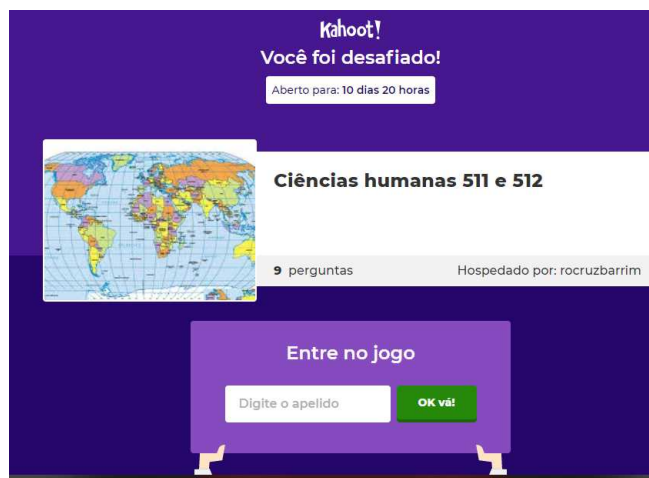 Kahoot!
Você foi desafiado!
Aberto para: 10 dias 20 horas
Ciências humanas 511 e 512
9 perguntas
Hospedado por: rocruzbarrim
Entre no jogo
Digite o apelido
OK vá!